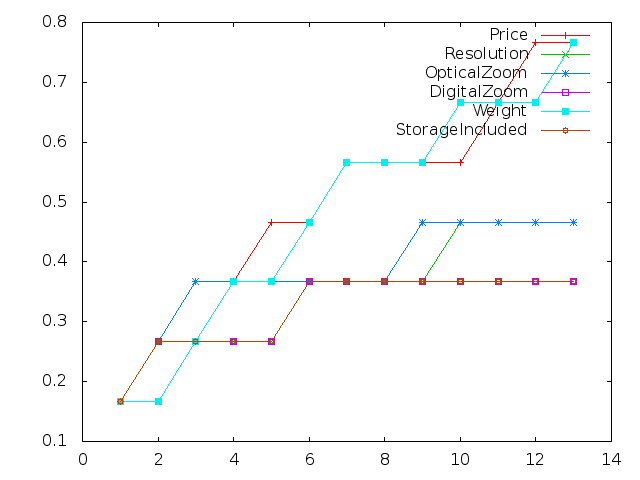 0.8
0.7
0.6
0.5
0.4
0.3
0.2
0.1
0 2 4 6 8 10 12 14
Price
Resolution
OpticalZoom
DigitalZoom
Weight
StorageIncluded